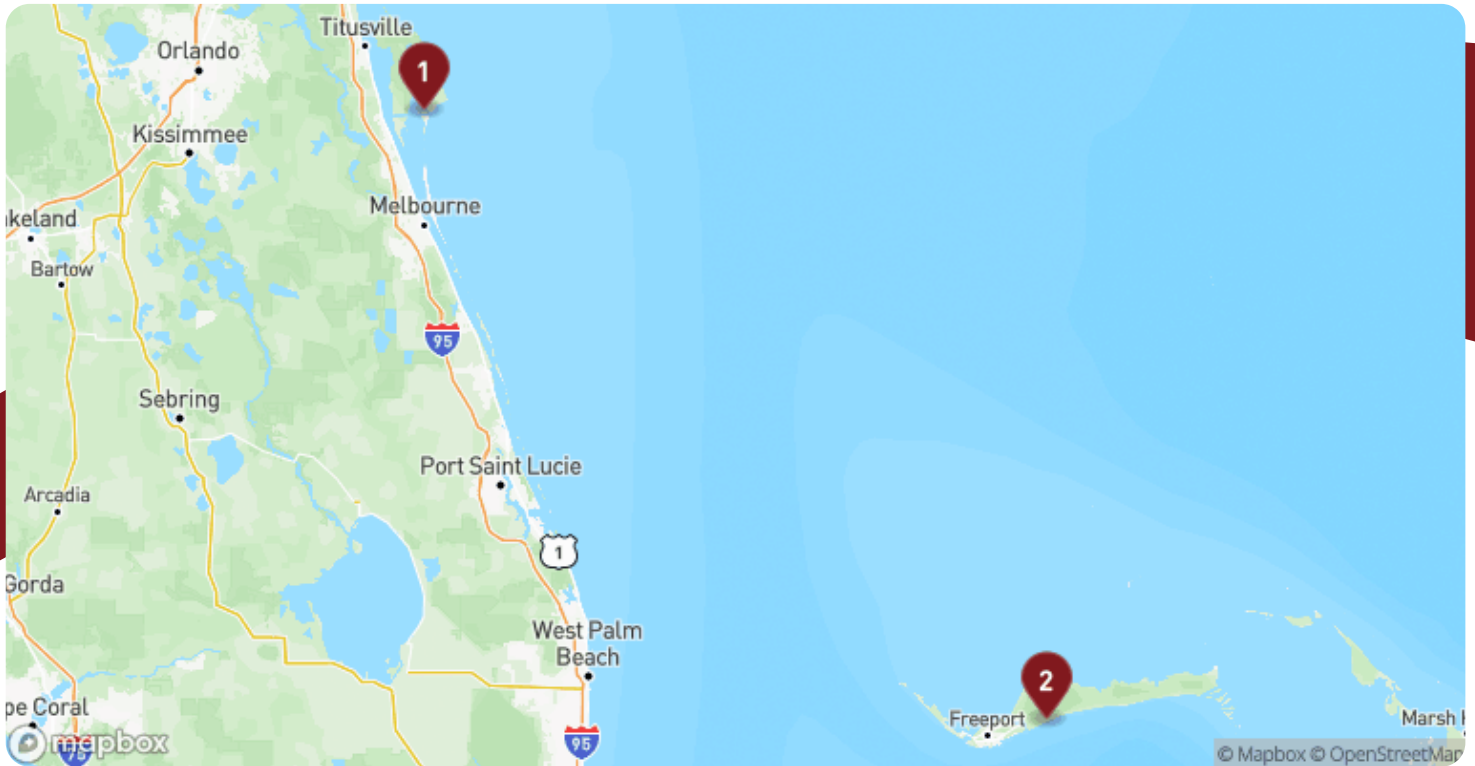 Titusville
Orlando
1
Kissimmee
Melbourne
akeland
Bartow
95
Sebring
Port Saint Lucie
Arcadia
1
Gorda
West Palm
Beach
2
pe Coral
Freeport
Marsh H
75
95
mapbox
© Mapbox © OpenStreetMap